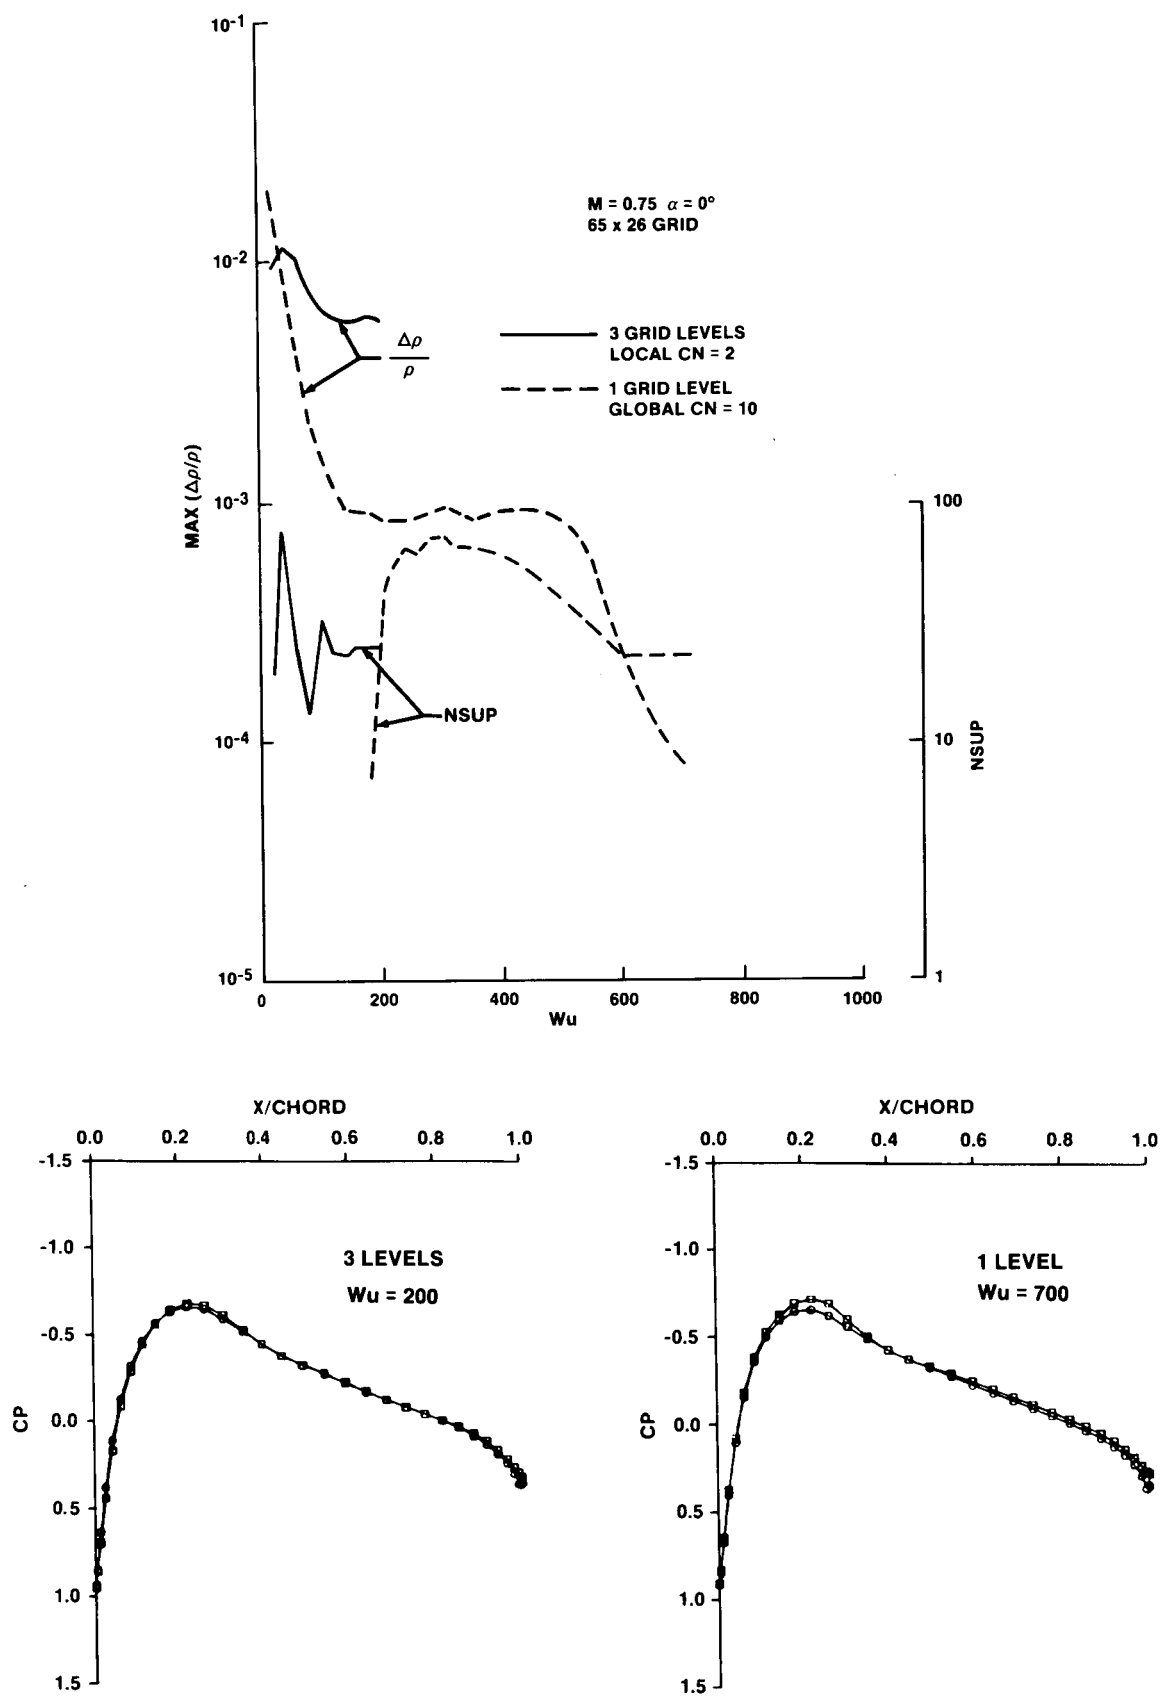 10-1
M = 0.75 α = 0°
65 x 26 GRID
10-2
3 GRID LEVELS
LOCAL CN = 2
Δρ
ρ
1 GRID LEVEL
GLOBAL CN = 10
MAX (Δρ/ρ)
10-3
100
NSUP
10-4
10
NSUP
10-5
1
0 200 400 600 800 1000
Wu
X/CHORD
0.0 0.2 0.4 0.6 0.8 1.0
-1.5
-1.0
3 LEVELS
Wu = 200
-0.5
CP
0.0
0.5
1.0
1.5
X/CHORD
0.0 0.2 0.4 0.6 0.8 1.0
-1.5
-1.0
1 LEVEL
Wu = 700
-0.5
CP
0.0
0.5
1.0
1.5